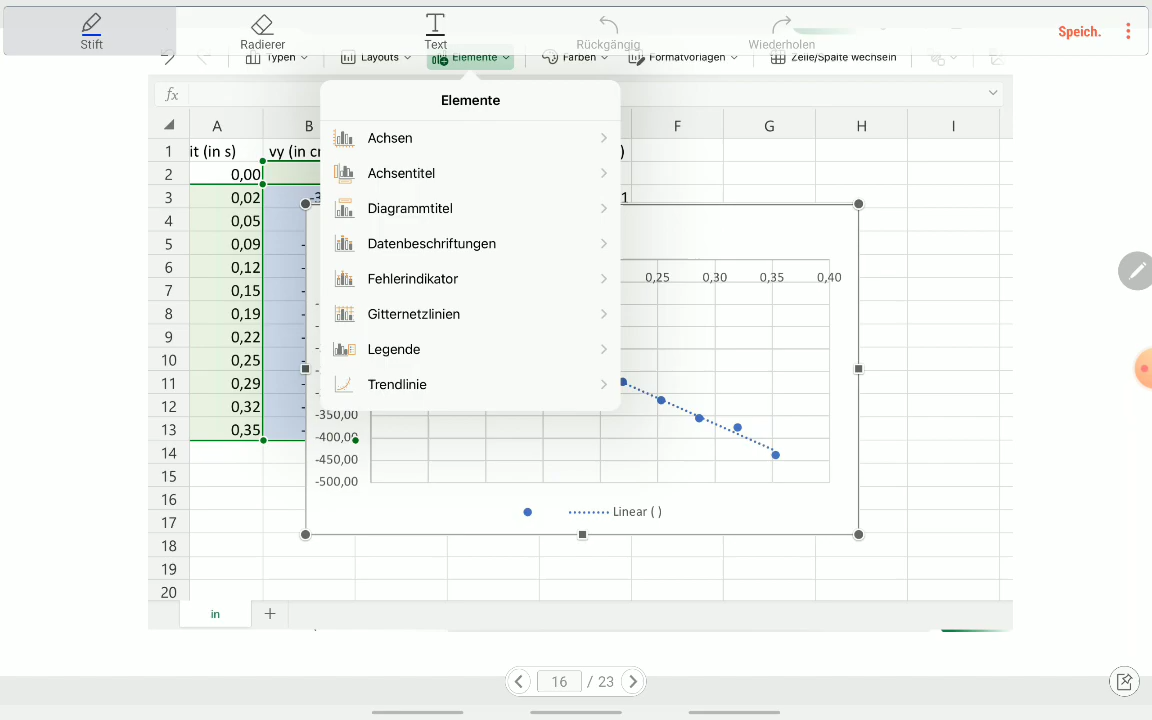 Stift
Radierer
Text
Rückgängig
Wiederholen
Speich.
Typen
Layouts
Elemente
Farben
Formatvorlagen
Zeile/Spalte wechseln
fx
Elemente
Achsen
Achsentitel
Diagrammtitel
Datenbeschriftungen
Fehlerindikator
Gitternetzlinien
Legende
Trendlinie
A B F G H I
1 it (in s) vy (in cr )
2 0,00
3 0,02 -3 1
4 0,05
5 0,09 -
6 0,12 -
7 0,15 -
8 0,19 -
9 0,22 -
10 0,25 -
11 0,29 -
12 0,32 -
13 0,35 -
14
15
16
17
18
19
20
0,25 0,30 0,35 0,40
-350,00
-400,00
-450,00
-500,00
Linear ( )
in +
16 / 23